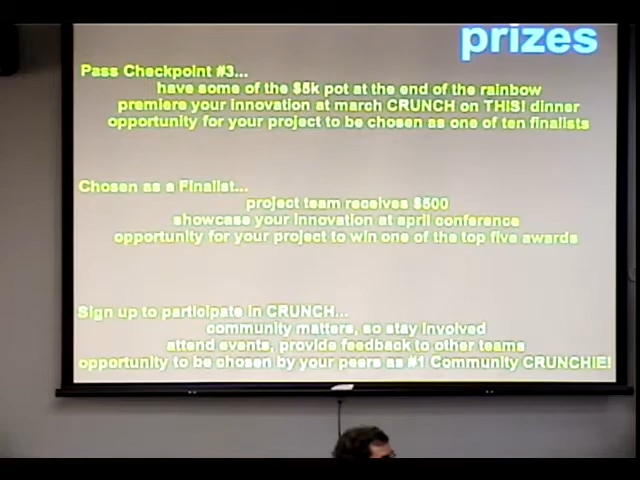 prizes
Pass Checkpoint #3...
have some of the $5k pot at the end of the rainbow
premiere your innovation at march CRUNCH on THIS! dinner
opportunity for your project to be chosen as one of ten finalists
Chosen as a Finalist...
project team receives $500
showcase your innovation at april conference
opportunity for your project to win one of the top five awards
Sign up to participate in CRUNCH...
community matters, so stay involved
attend events, provide feedback to other teams
opportunity to be chosen by your peers as #1 Community CRUNCHIE!